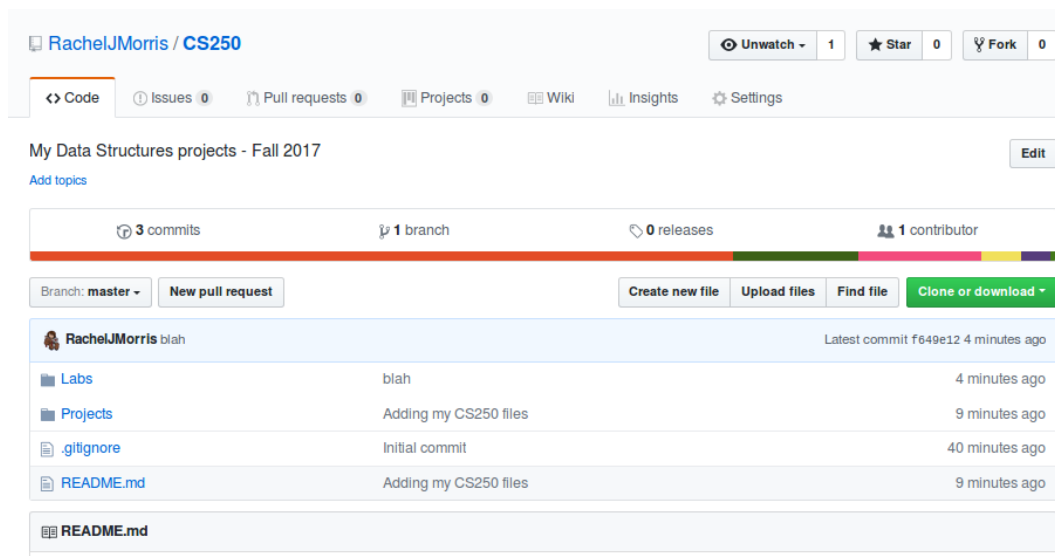 RachelJMorris / CS250
Unwatch 1 Star 0 Fork 0
<> Code Issues 0 Pull requests 0 Projects 0 Wiki Insights Settings
My Data Structures projects - Fall 2017 Edit
Add topics
3 commits 1 branch 0 releases 1 contributor
Branch: master New pull request Create new file Upload files Find file Clone or download
RachelJMorris blah Latest commit f649e12 4 minutes ago
Labs blah 4 minutes ago
Projects Adding my CS250 files 9 minutes ago
.gitignore Initial commit 40 minutes ago
README.md Adding my CS250 files 9 minutes ago
README.md